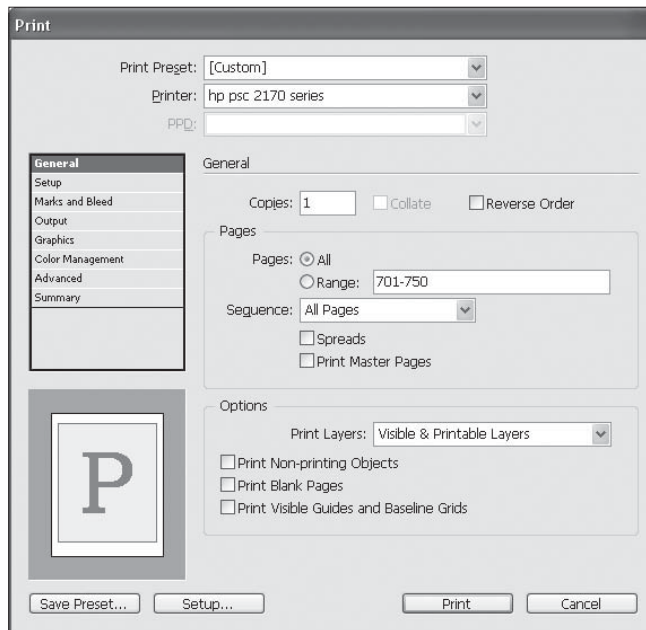 Print
Print Preset: [Custom]
Printer: hp psc 2170 series
PPD:
General
Setup
Marks and Bleed
Output
Graphics
Color Management
Advanced
Summary
General
Copies: 1 Collate Reverse Order
Pages
Pages: All
Range: 701-750
Sequence: All Pages
Spreads
Print Master Pages
P
Options
Print Layers: Visible & Printable Layers
Print Non-printing Objects
Print Blank Pages
Print Visible Guides and Baseline Grids
Save Preset... Setup... Print Cancel